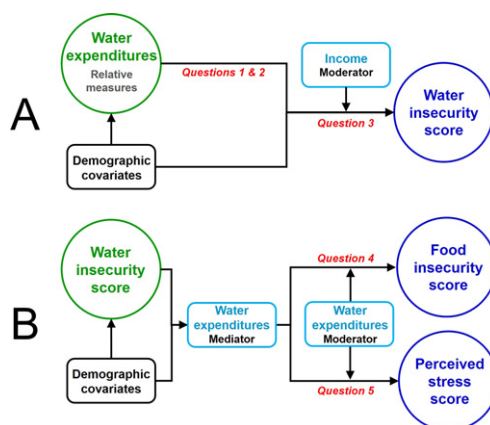 A
Water
expenditures
Relative
measures
Questions 1 & 2
Income
Moderator
Question 3
Water
insecurity
score
Demographic
covariates
B
Water
insecurity
score
Demographic
covariates
Water
expenditures
Mediator
Question 4
Water
expenditures
Moderator
Question 5
Food
insecurity
score
Perceived
stress
score